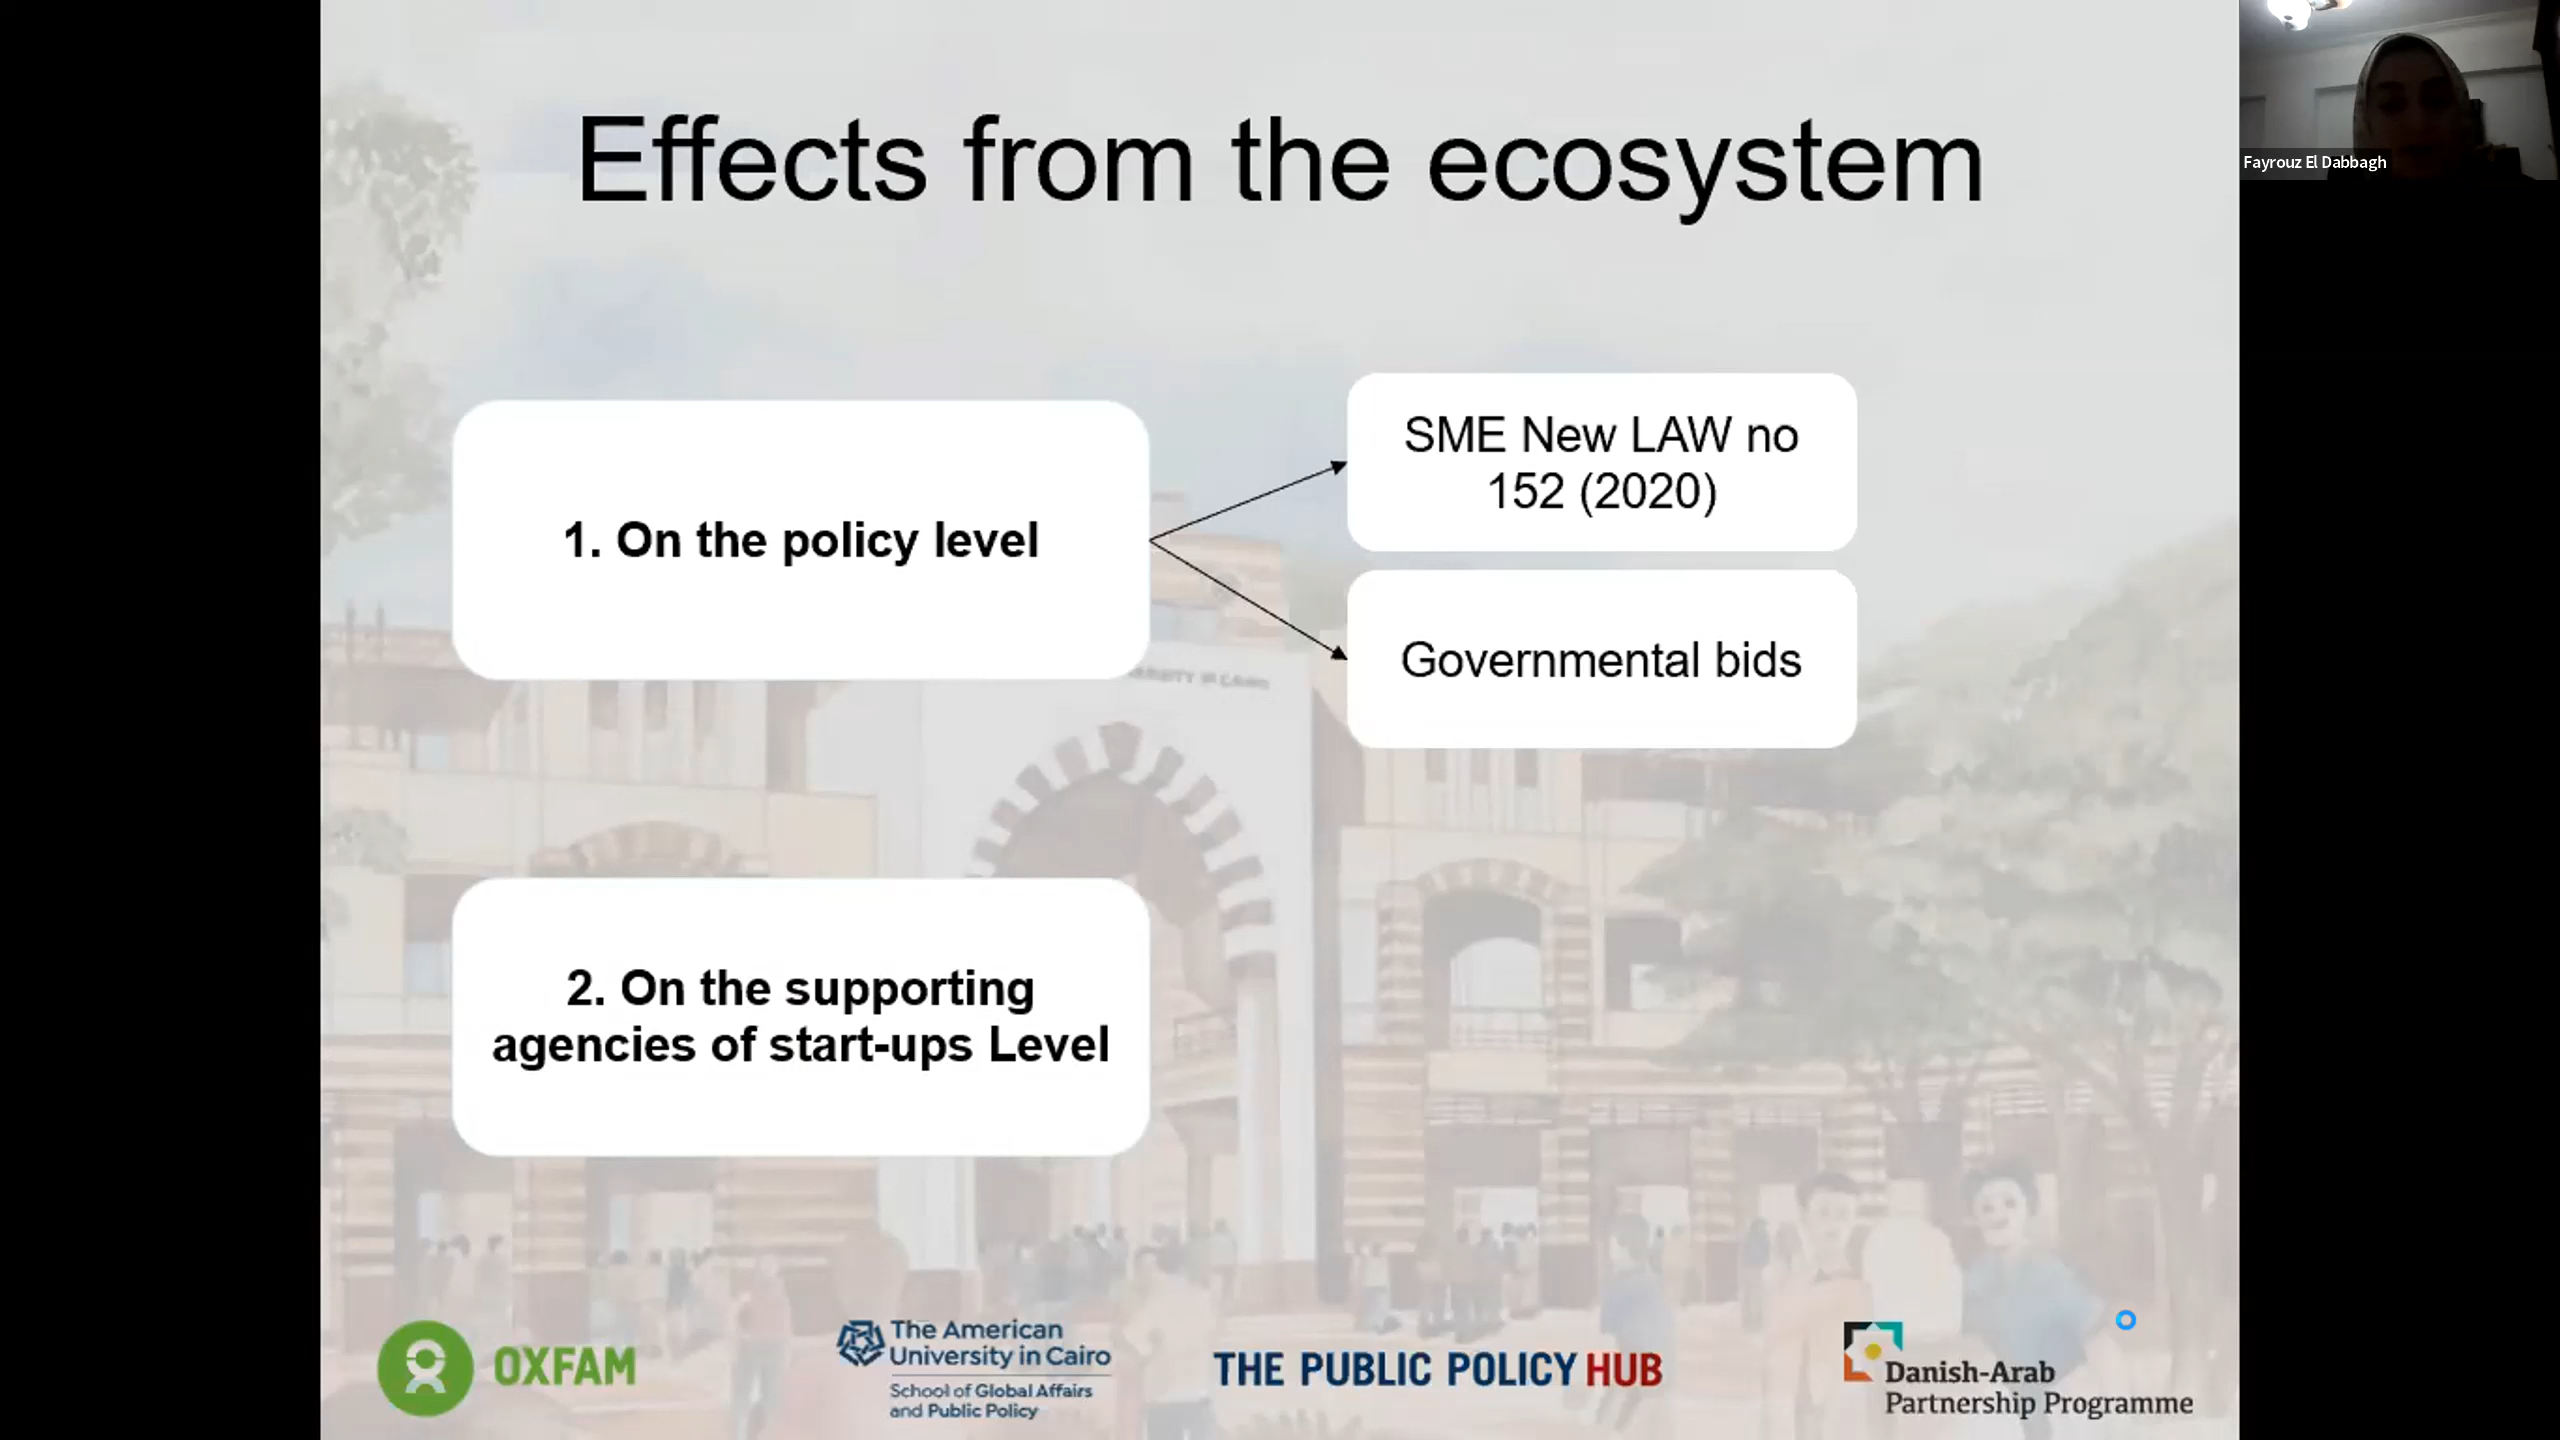 Effects from the ecosystem
Fayrouz El Dabbagh
1. On the policy level
SME New LAW no
152 (2020)
Governmental bids
2. On the supporting
agencies of start-ups Level
OXFAM
The American
University in Cairo
School of Global Affairs
and Public Policy
THE PUBLIC POLICY HUB
Danish-Arab
Partnership Programme